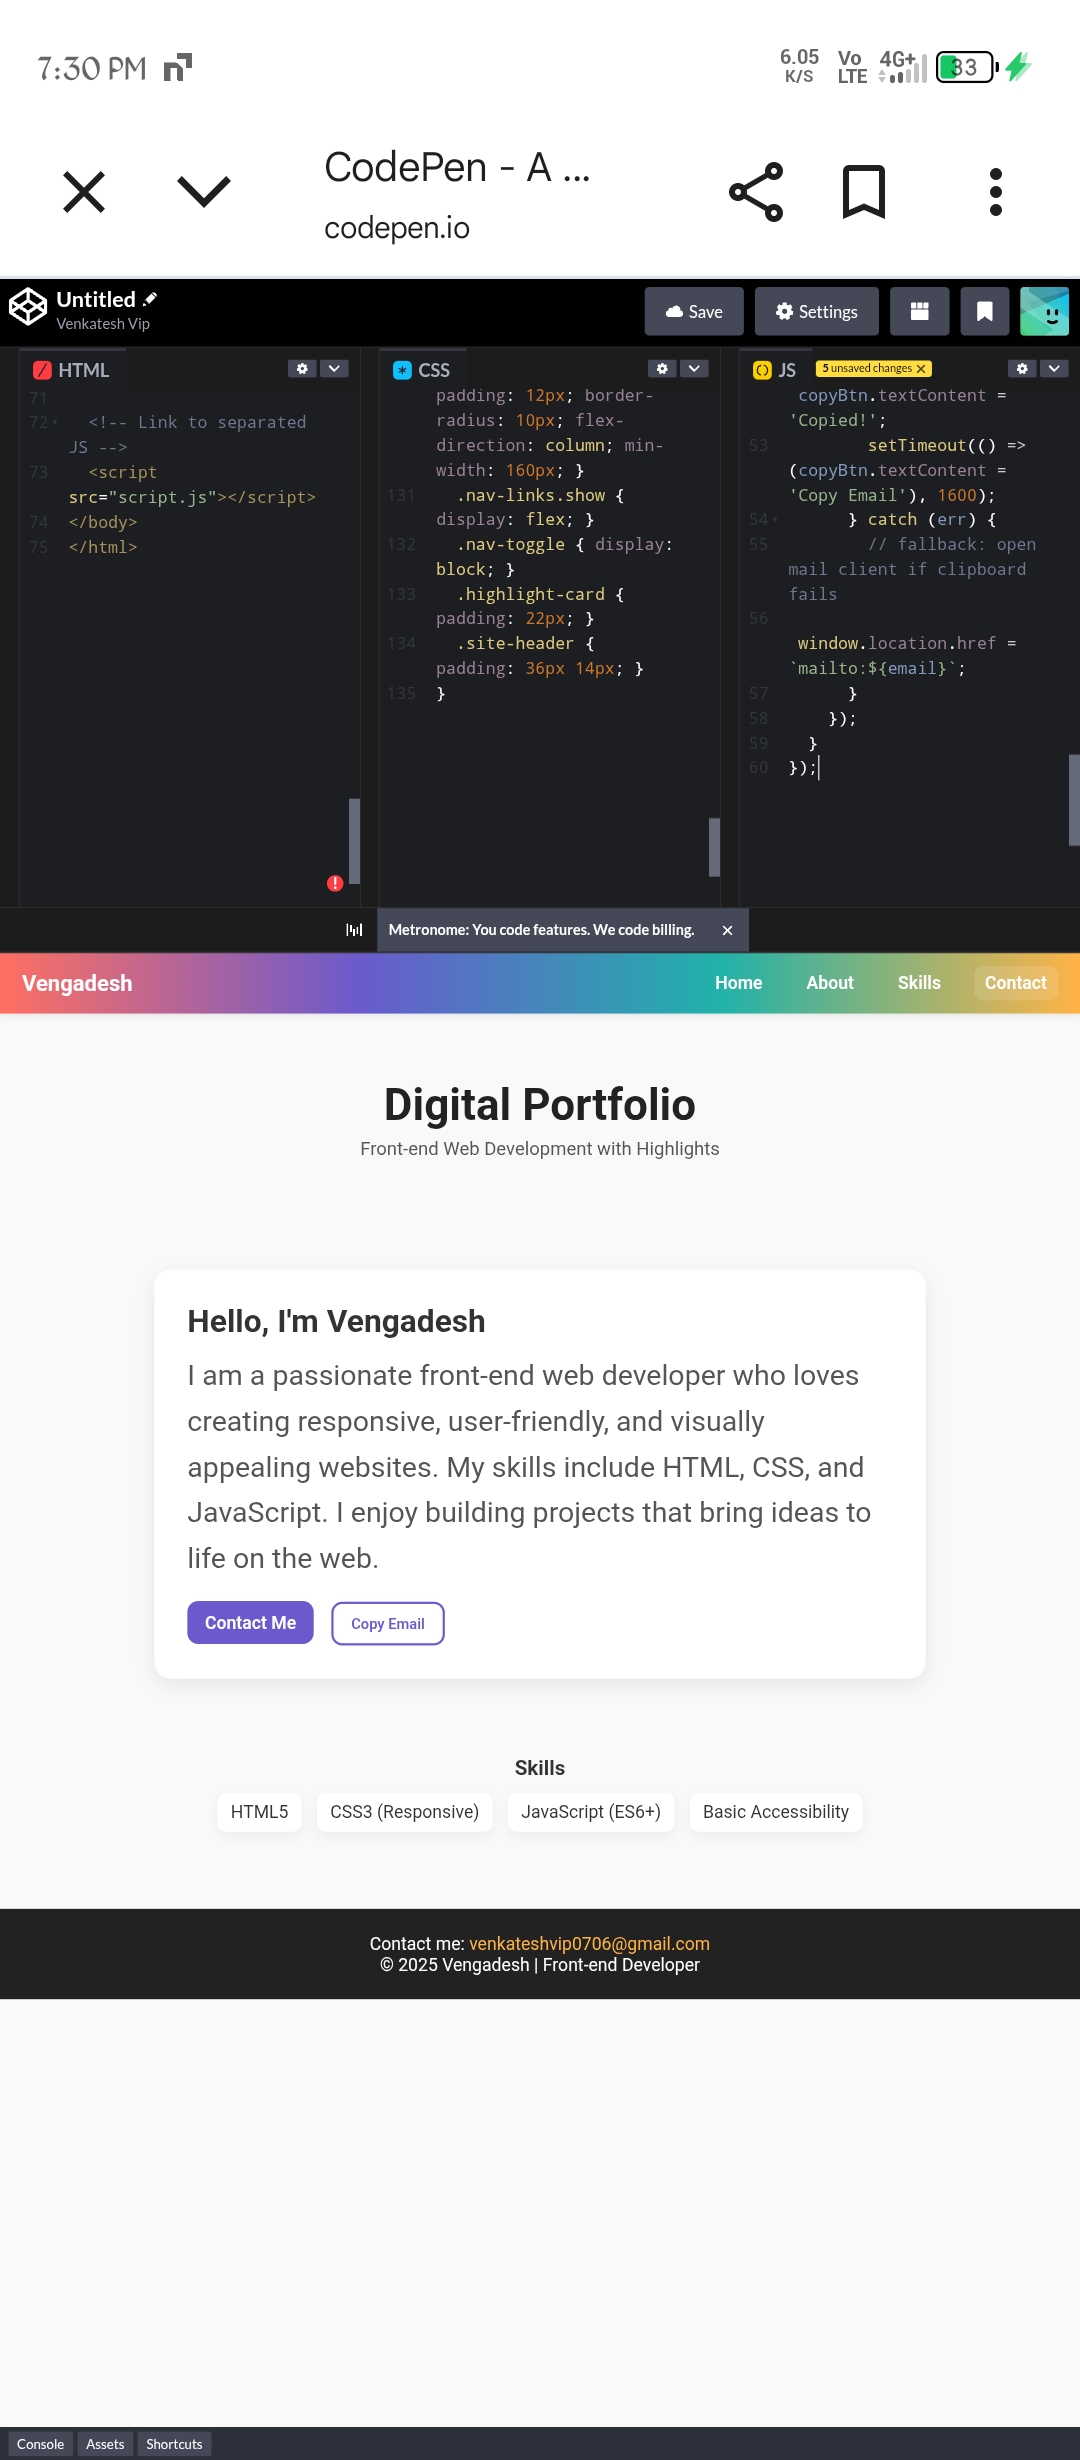 7:30 PM
6.05 K/S
Vo LTE
4G+
33
CodePen - A ...
codepen.io
Untitled
Venkatesh Vip
Save
Settings
HTML
71
72 <!-- Link to separated
JS -->
73 <script
src="script.js"></script>
74 </body>
75 </html>
CSS
padding: 12px; border-
radius: 10px; flex-
direction: column; min-
width: 160px; }
131 .nav-links.show {
display: flex; }
132 .nav-toggle { display:
block; }
133 .highlight-card {
padding: 22px; }
134 .site-header {
padding: 36px 14px; }
135 }
JS
5 unsaved changes
copyBtn.textContent =
'Copied!';
53 setTimeout(() =>
(copyBtn.textContent =
'Copy Email'), 1600);
54 } catch (err) {
55 // fallback: open
mail client if clipboard
fails
56
window.location.href =
`mailto:${email}`;
57 }
58 });
59 }
60 });
Metronome: You code features. We code billing.
Vengadesh
Home
About
Skills
Contact
Digital Portfolio
Front-end Web Development with Highlights
Hello, I'm Vengadesh
I am a passionate front-end web developer who loves
creating responsive, user-friendly, and visually
appealing websites. My skills include HTML, CSS, and
JavaScript. I enjoy building projects that bring ideas to
life on the web.
Contact Me
Copy Email
Skills
HTML5
CSS3 (Responsive)
JavaScript (ES6+)
Basic Accessibility
Contact me: venkateshvip0706@gmail.com
© 2025 Vengadesh | Front-end Developer
Console
Assets
Shortcuts